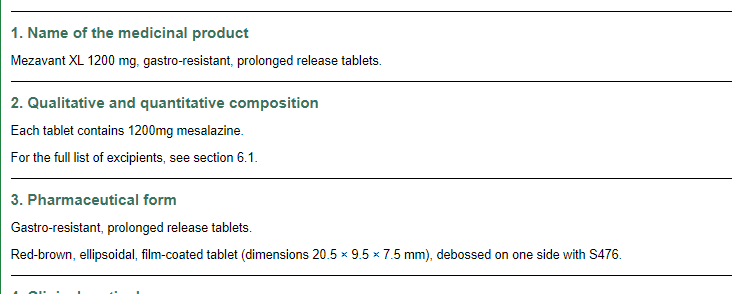 1. Name of the medicinal product
Mezavant XL 1200 mg, gastro-resistant, prolonged release tablets.
2. Qualitative and quantitative composition
Each tablet contains 1200mg mesalazine.
For the full list of excipients, see section 6.1.
3. Pharmaceutical form
Gastro-resistant, prolonged release tablets.
Red-brown, ellipsoidal, film-coated tablet (dimensions 20.5 × 9.5 × 7.5 mm), debossed on one side with S476.